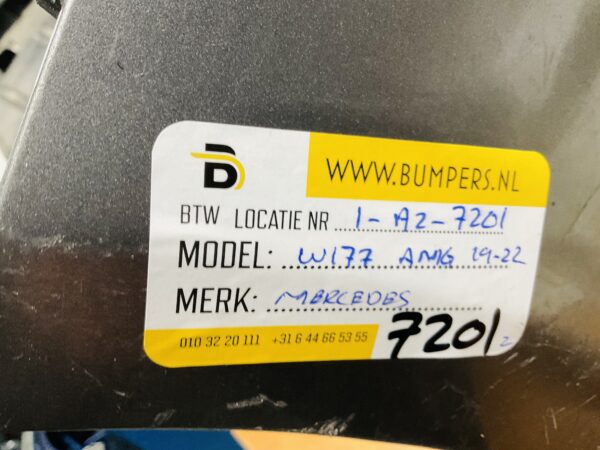 WWW.BUMPERS.NL
BTW LOCATIE NR 1-A2-7201
MODEL: W177 AMG 19-22
MERK: MERCEDES
010 32 20 111 +31 6 44 66 53 55 7201 2